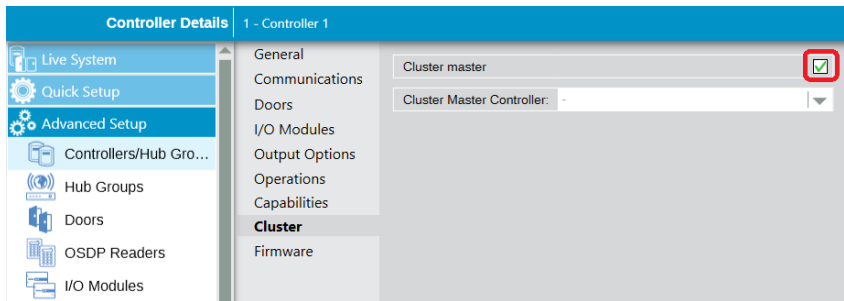 Controller Details
1 - Controller 1
Live System
Quick Setup
Advanced Setup
Controllers/Hub Gro...
Hub Groups
Doors
OSDP Readers
I/O Modules
General
Communications
Doors
I/O Modules
Output Options
Operations
Capabilities
Cluster
Firmware
Cluster master
Cluster Master Controller: -